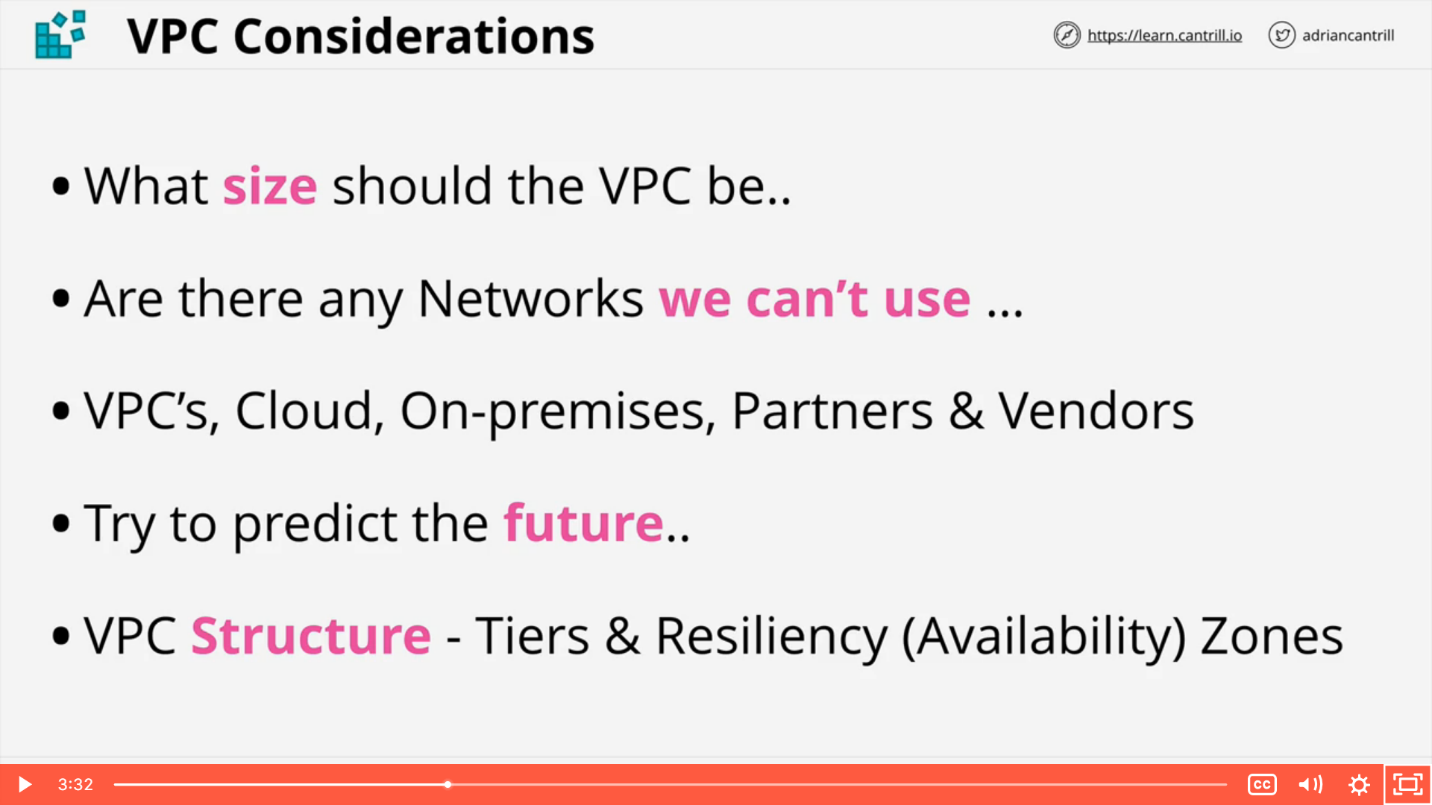 VPC Considerations
https://learn.cantrill.io
adriancantrill
• What size should the VPC be..
• Are there any Networks we can’t use ...
• VPC’s, Cloud, On-premises, Partners & Vendors
• Try to predict the future..
• VPC Structure - Tiers & Resiliency (Availability) Zones
3:32
CC